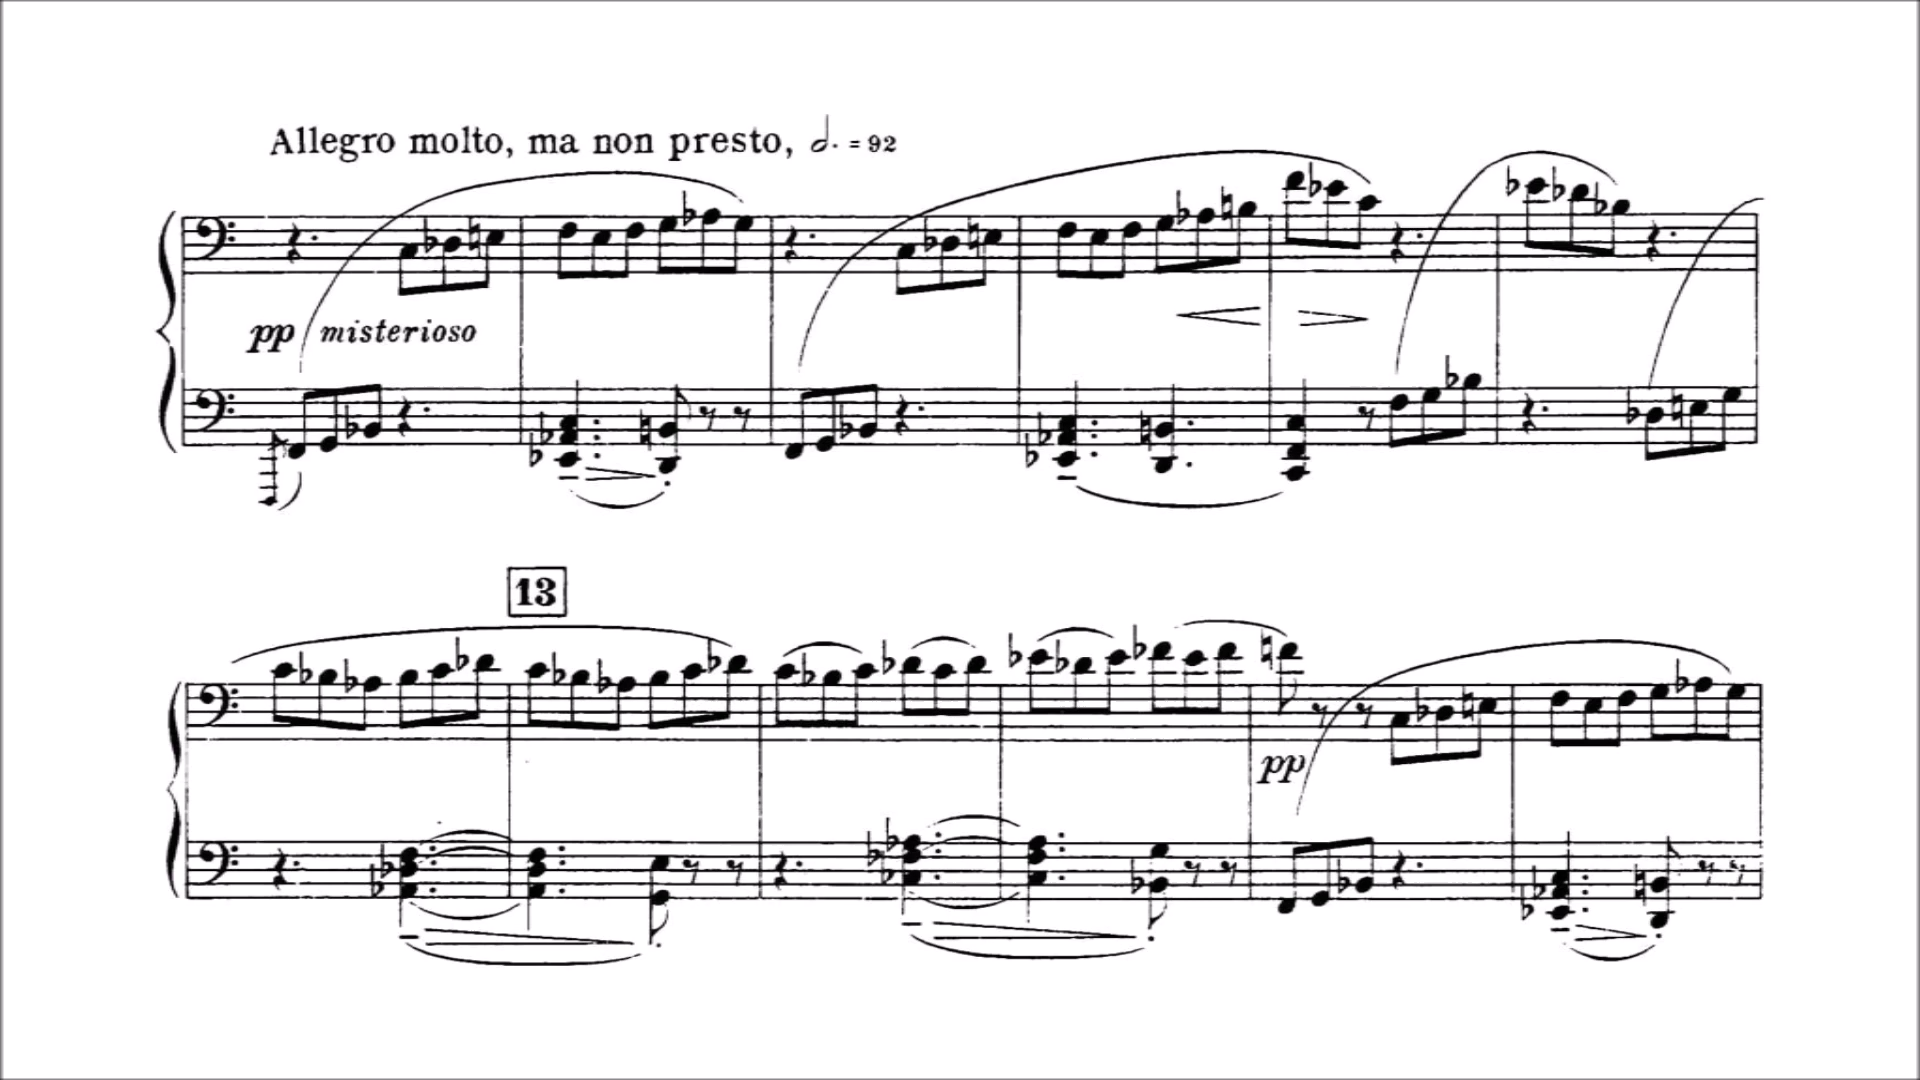 Allegro molto, ma non presto, 𝅗𝅥. = 92
pp misterioso
13
pp